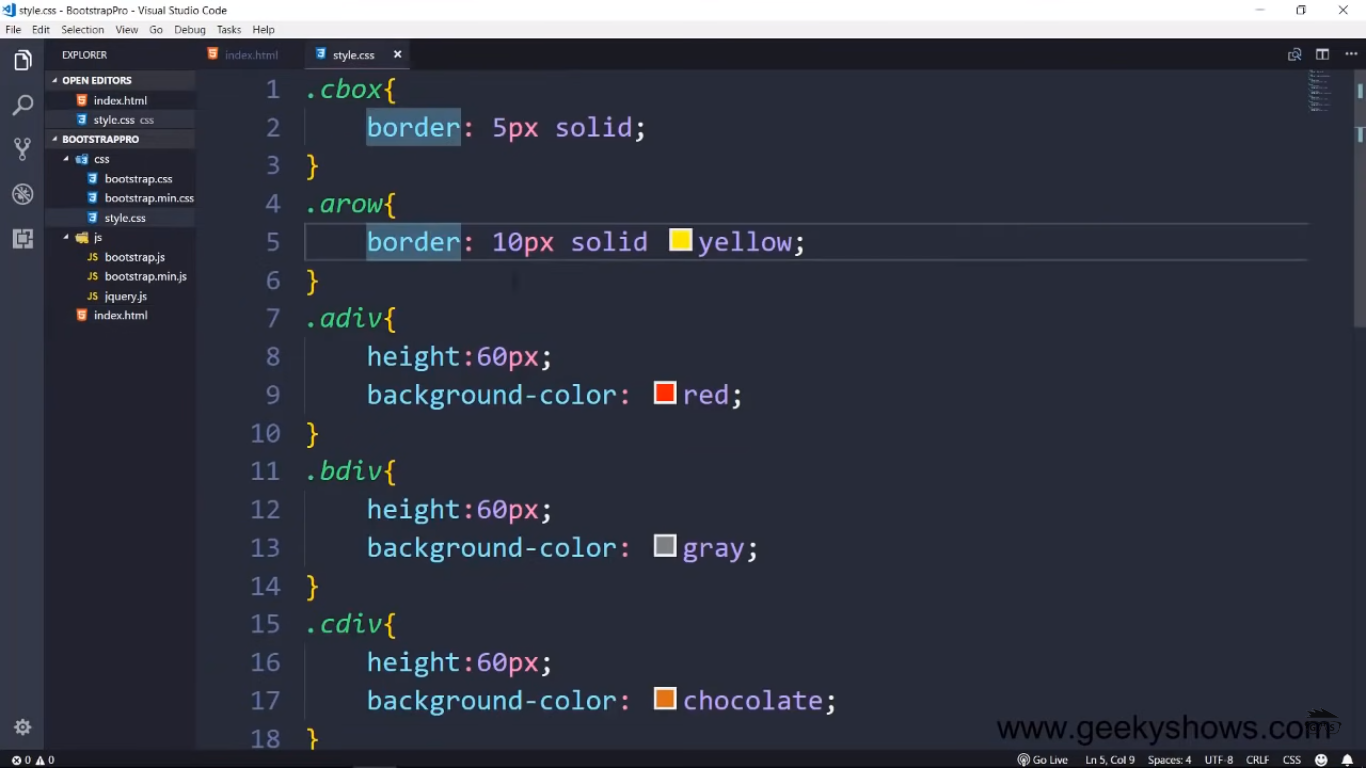 style.css - BootstrapPro - Visual Studio Code
File Edit Selection View Go Debug Tasks Help
EXPLORER
index.html style.css
OPEN EDITORS
index.html
style.css css
BOOTSTRAPPRO
css
bootstrap.css
bootstrap.min.css
style.css
js
JS bootstrap.js
JS bootstrap.min.js
JS jquery.js
index.html
1 .cbox{
2 border: 5px solid;
3 }
4 .arow{
5 border: 10px solid yellow;
6 }
7 .adiv{
8 height:60px;
9 background-color: red;
10 }
11 .bdiv{
12 height:60px;
13 background-color: gray;
14 }
15 .cdiv{
16 height:60px;
17 background-color: chocolate;
18 }
www.geekyshows.com
0 0 Go Live Ln 5, Col 9 Spaces: 4 UTF-8 CRLF CSS